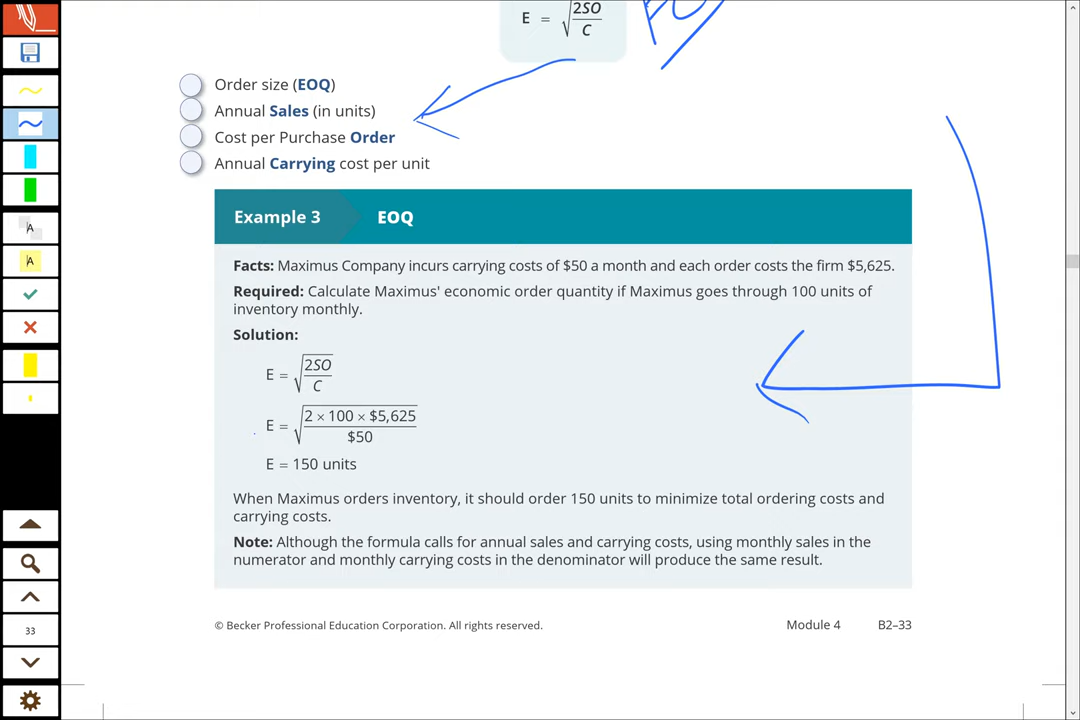 E = √2SO
C
Order size (EOQ)
Annual Sales (in units)
Cost per Purchase Order
Annual Carrying cost per unit
Example 3 EOQ
Facts: Maximus Company incurs carrying costs of $50 a month and each order costs the firm $5,625.
Required: Calculate Maximus' economic order quantity if Maximus goes through 100 units of
inventory monthly.
Solution:
E = √2SO
C
E = √2 × 100 × $5,625
$50
E = 150 units
When Maximus orders inventory, it should order 150 units to minimize total ordering costs and
carrying costs.
Note: Although the formula calls for annual sales and carrying costs, using monthly sales in the
numerator and monthly carrying costs in the denominator will produce the same result.
© Becker Professional Education Corporation. All rights reserved.
Module 4 B2–33
A
A
33